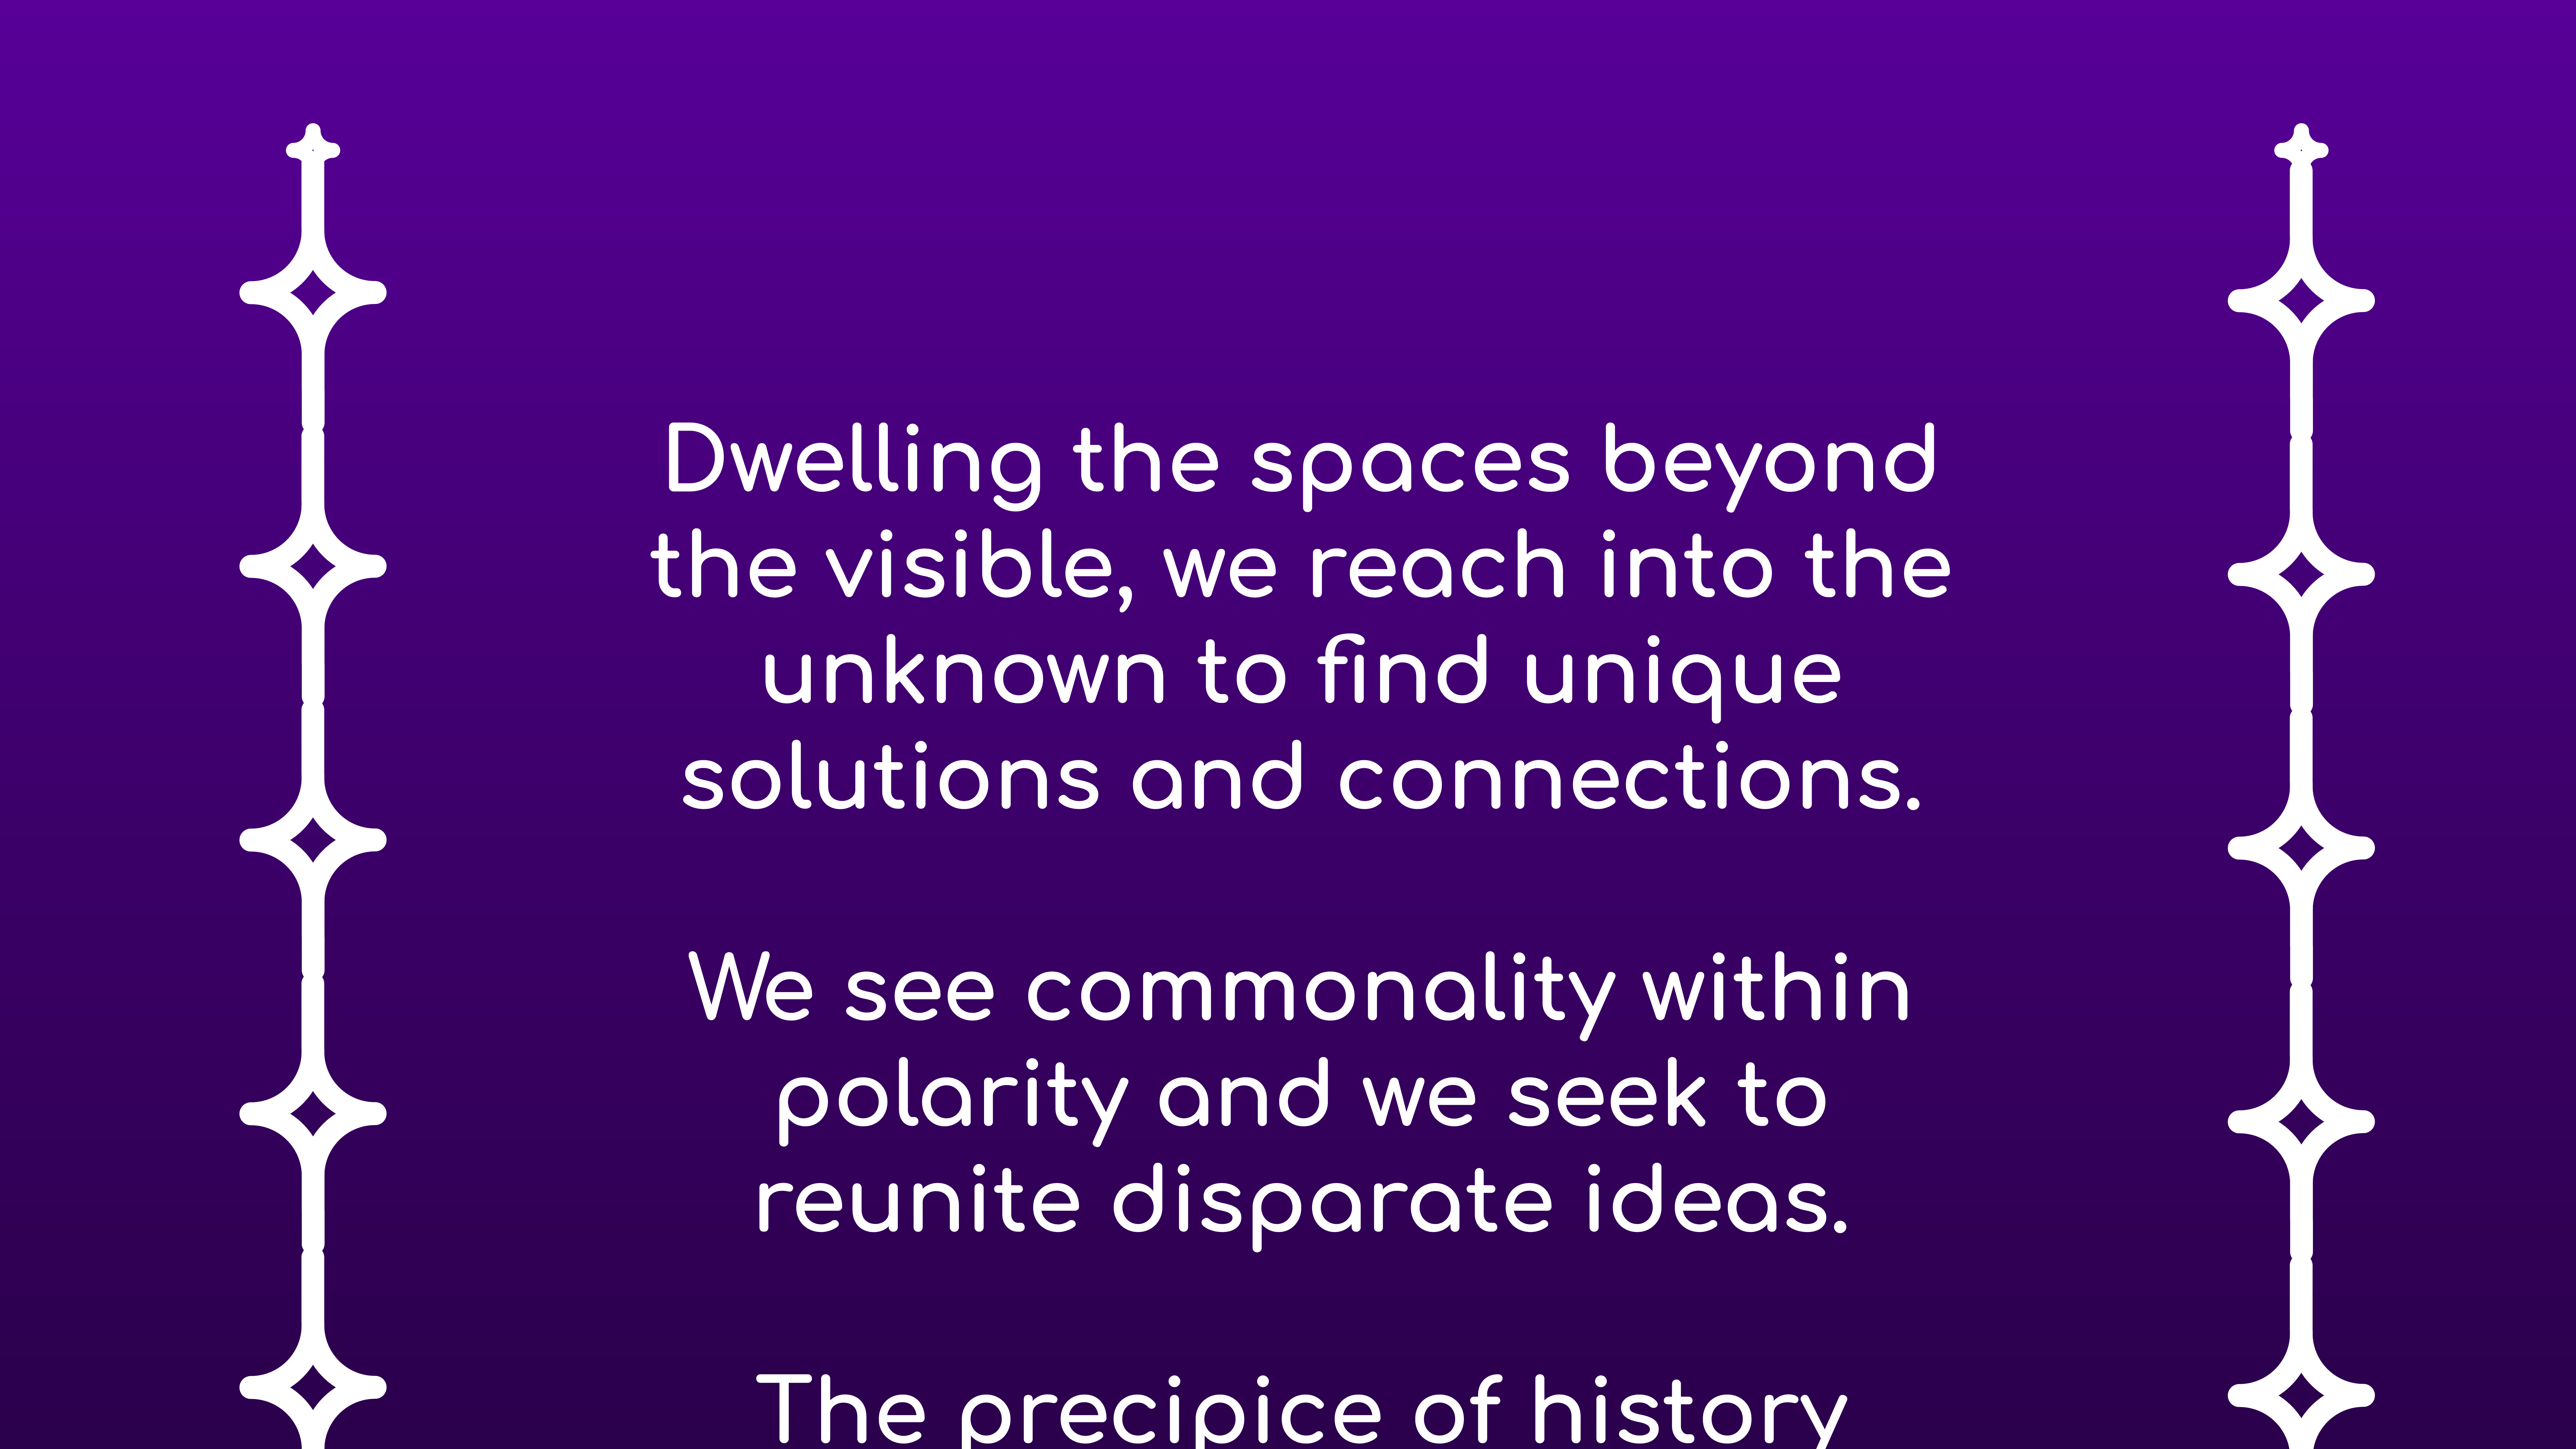 Dwelling the spaces beyond
the visible, we reach into the
unknown to find unique
solutions and connections.
We see commonality within
polarity and we seek to
reunite disparate ideas.
The precipice of history